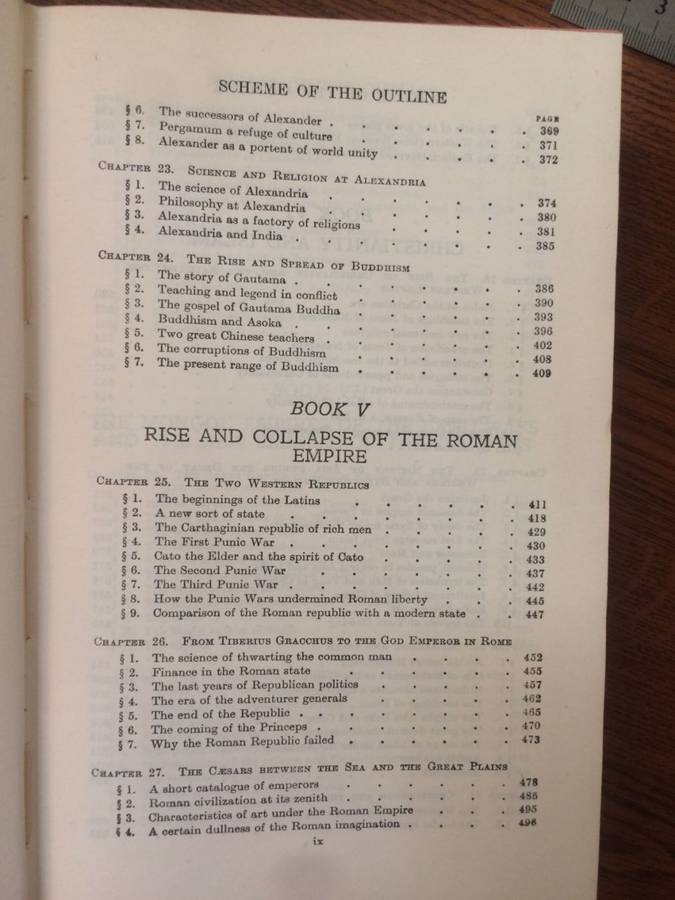 3
SCHEME OF THE OUTLINE
PAGE
§ 6. The successors of Alexander . . . . . . . 369
§ 7. Pergamum a refuge of culture . . . . . . 371
§ 8. Alexander as a portent of world unity . . . . . 372
CHAPTER 23. SCIENCE AND RELIGION AT ALEXANDRIA
§ 1. The science of Alexandria . . . . . . . 374
§ 2. Philosophy at Alexandria . . . . . . . 380
§ 3. Alexandria as a factory of religions . . . . . 381
§ 4. Alexandria and India . . . . . . . 385
CHAPTER 24. THE RISE AND SPREAD OF BUDDHISM
§ 1. The story of Gautama . . . . . . . 386
§ 2. Teaching and legend in conflict . . . . . . 390
§ 3. The gospel of Gautama Buddha . . . . . . 393
§ 4. Buddhism and Asoka . . . . . . . 396
§ 5. Two great Chinese teachers . . . . . . . 402
§ 6. The corruptions of Buddhism . . . . . . 408
§ 7. The present range of Buddhism . . . . . . 409
BOOK V
RISE AND COLLAPSE OF THE ROMAN
EMPIRE
CHAPTER 25. THE TWO WESTERN REPUBLICS
§ 1. The beginnings of the Latins . . . . . . 411
§ 2. A new sort of state . . . . . . . . 418
§ 3. The Carthaginian republic of rich men . . . . . 429
§ 4. The First Punic War . . . . . . . . 430
§ 5. Cato the Elder and the spirit of Cato . . . . . 433
§ 6. The Second Punic War . . . . . . . 437
§ 7. The Third Punic War . . . . . . . . 442
§ 8. How the Punic Wars undermined Roman liberty . . . 445
§ 9. Comparison of the Roman republic with a modern state . . 447
CHAPTER 26. FROM TIBERIUS GRACCHUS TO THE GOD EMPEROR IN ROME
§ 1. The science of thwarting the common man . . . . 452
§ 2. Finance in the Roman state . . . . . . 455
§ 3. The last years of Republican politics . . . . . 457
§ 4. The era of the adventurer generals . . . . . 462
§ 5. The end of the Republic . . . . . . . 465
§ 6. The coming of the Princeps . . . . . . . 470
§ 7. Why the Roman Republic failed . . . . . . 473
CHAPTER 27. THE CÆSARS BETWEEN THE SEA AND THE GREAT PLAINS
§ 1. A short catalogue of emperors . . . . . . 478
§ 2. Roman civilization at its zenith . . . . . . 485
§ 3. Characteristics of art under the Roman Empire . . . 495
§ 4. A certain dullness of the Roman imagination . . . . 496
ix